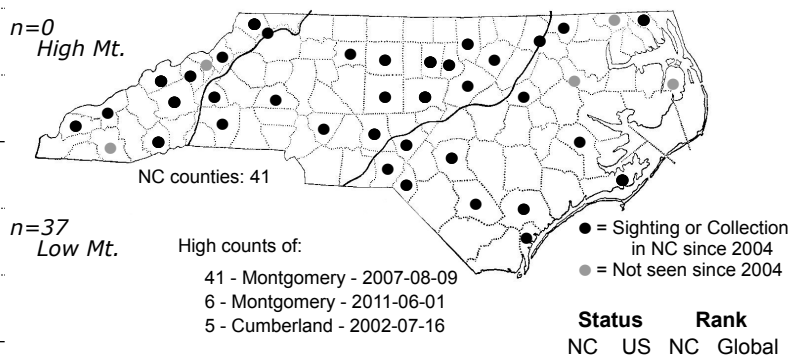 n=0
High Mt.
NC counties: 41
n=37
Low Mt.
High counts of:
41 - Montgomery - 2007-08-09
6 - Montgomery - 2011-06-01
5 - Cumberland - 2002-07-16
● = Sighting or Collection
in NC since 2004
● = Not seen since 2004
Status Rank
NC US NC Global